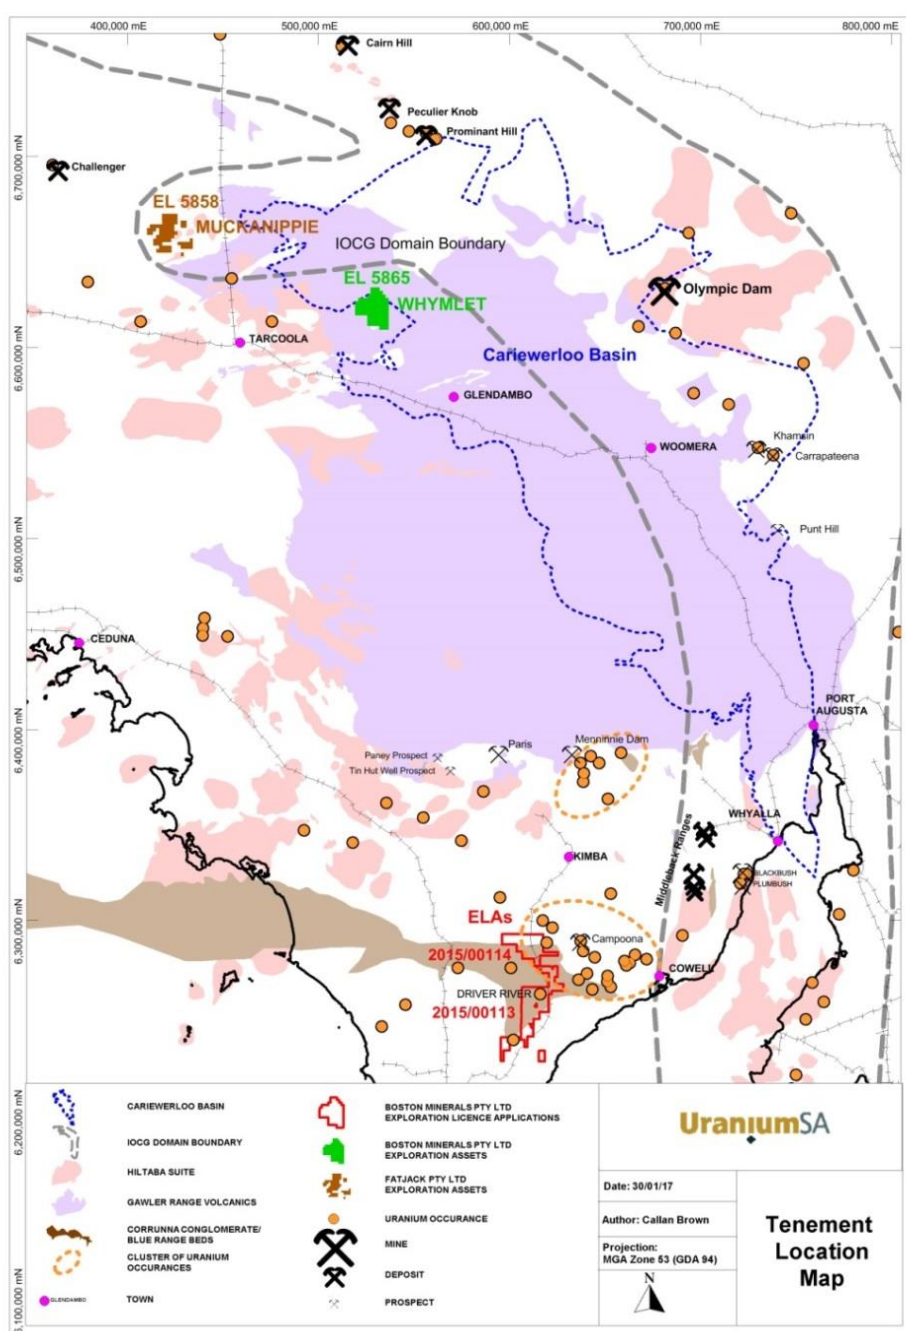 400,000 mE
500,000 mE
600,000 mE
700,000 mE
800,000 mE
Cairn Hill
Peculier Knob
Prominant Hill
6,700,000 mN
Challenger
EL 5858
MUCKANIPPIE
IOCG Domain Boundary
EL 5865
WHYMLET
Olympic Dam
TARCOOLA
6,600,000 mN
Cariewerloo Basin
GLENDAMBO
Khamsin
WOOMERA
Carrapateena
6,500,000 mN
Punt Hill
CEDUNA
PORT
AUGUSTA
6,400,000 mN
Paris
Menninnie Dam
Paney Prospect
Tin Hut Well Prospect
WHYALLA
Middleback Ranges
KIMBA
BLACKBUSH
PLUMBUSH
6,300,000 mN
ELAs
Campoona
2015/00114
COWELL
DRIVER RIVER
2015/00113
6,200,000 mN
6,100,000 mN
CARIEWERLOO BASIN
IOCG DOMAIN BOUNDARY
HILTABA SUITE
GAWLER RANGE VOLCANICS
CORRUNNA CONGLOMERATE/
BLUE RANGE BEDS
CLUSTER OF URANIUM
OCCURANCES
GLENDAMBO
TOWN
BOSTON MINERALS PTY LTD
EXPLORATION LICENCE APPLICATIONS
BOSTON MINERALS PTY LTD
EXPLORATION ASSETS
FATJACK PTY LTD
EXPLORATION ASSETS
URANIUM OCCURANCE
MINE
DEPOSIT
PROSPECT
UraniumSA
Date: 30/01/17
Author: Callan Brown
Projection:
MGA Zone 53 (GDA 94)
N
Tenement
Location
Map